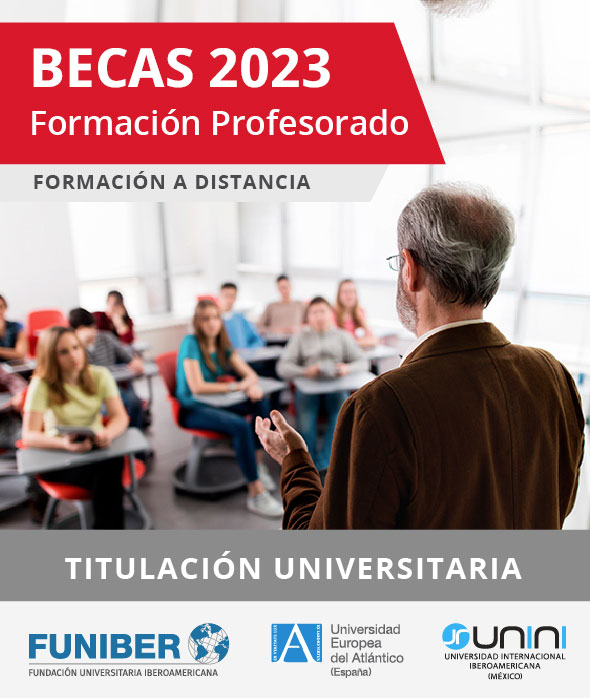 BECAS 2023
Formación Profesorado
FORMACIÓN A DISTANCIA
TITULACIÓN UNIVERSITARIA
FUNIBER
FUNDACIÓN UNIVERSITARIA IBEROAMERICANA
A
Universidad
Europea
del Atlántico
(España)
UNINI
UNIVERSIDAD INTERNACIONAL
IBEROAMERICANA
(MÉXICO)